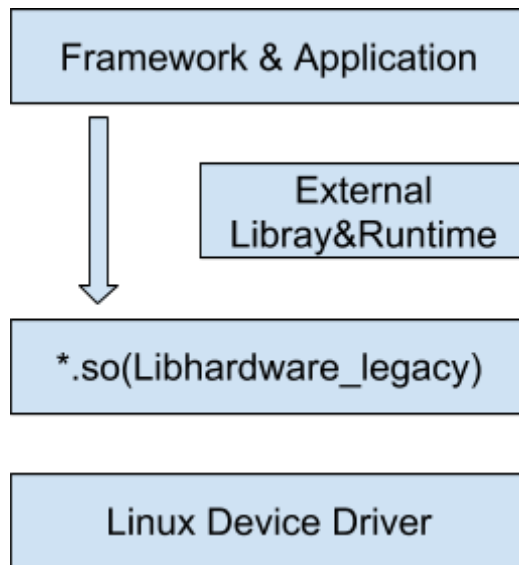 Framework & Application
External
Libray&Runtime
*.so(Libhardware_legacy)
Linux Device Driver